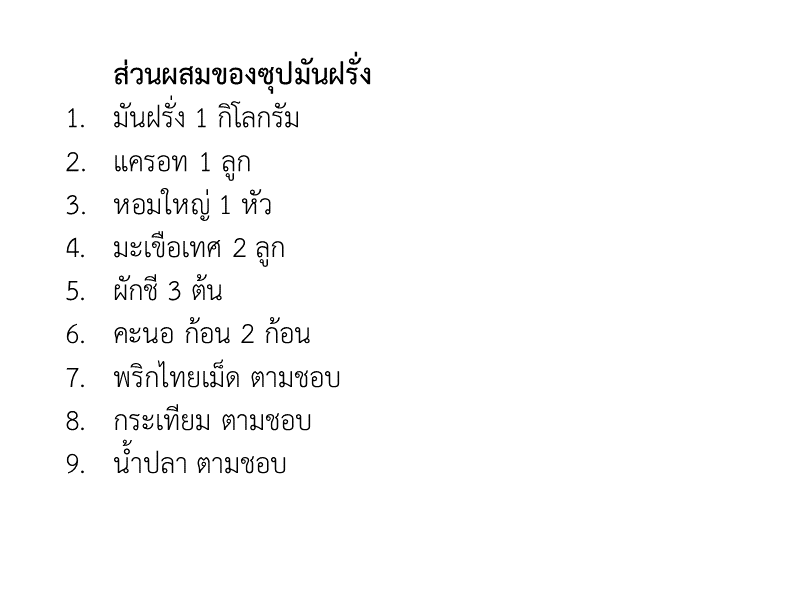 ส่วนผสมของซุปมันฝรั่ง
1. มันฝรั่ง 1 กิโลกรัม
2. แครอท 1 ลูก
3. หอมใหญ่ 1 หัว
4. มะเขือเทศ 2 ลูก
5. ผักชี 3 ต้น
6. คะนอ ก้อน 2 ก้อน
7. พริกไทยเม็ด ตามชอบ
8. กระเทียม ตามชอบ
9. น้ำปลา ตามชอบ